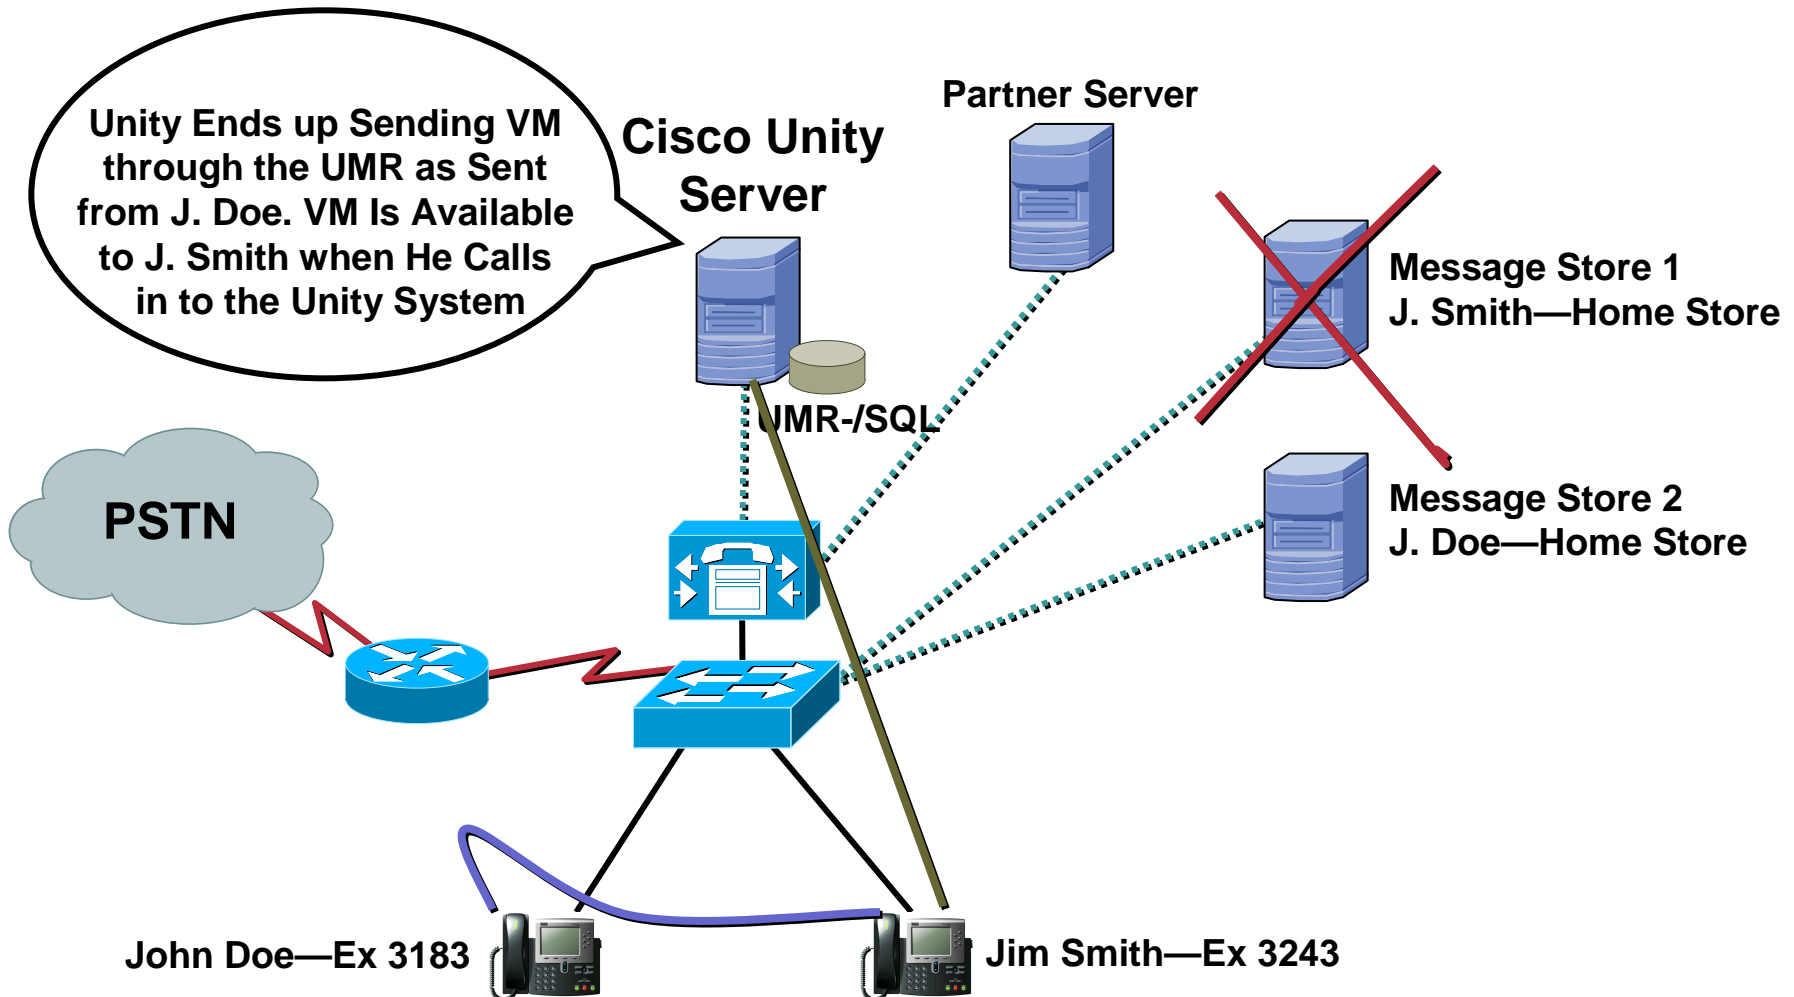 Unity Ends up Sending VM
through the UMR as Sent
from J. Doe. VM Is Available
to J. Smith when He Calls
in to the Unity System
Cisco Unity
Server
Partner Server
Message Store 1
J. Smith—Home Store
UMR-/SQL
Message Store 2
J. Doe—Home Store
PSTN
John Doe—Ex 3183
Jim Smith—Ex 3243